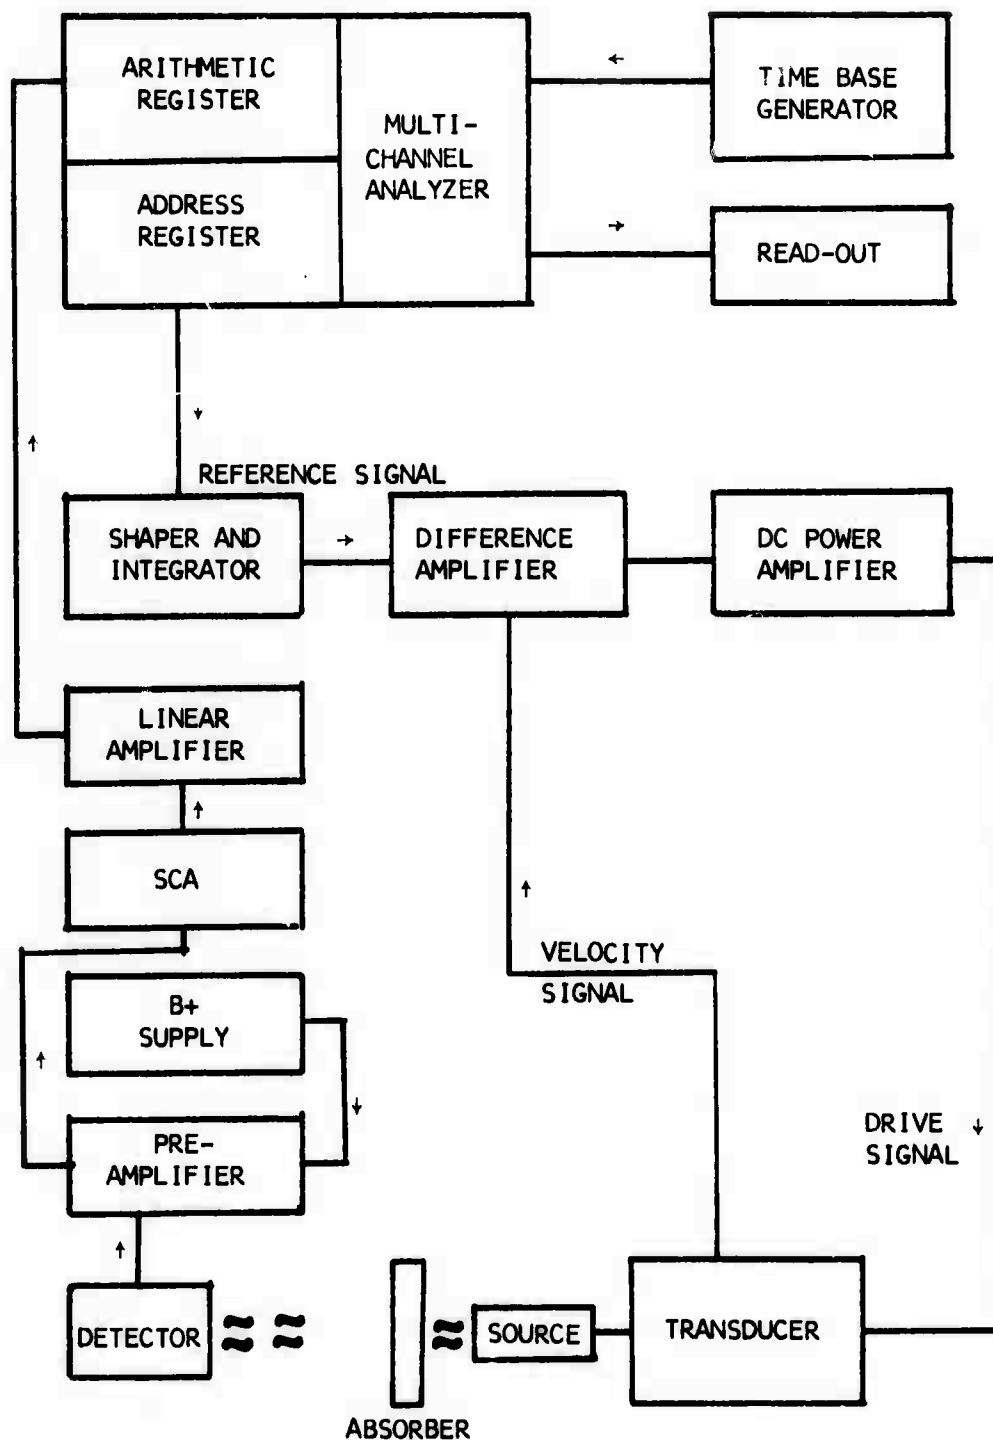 ARITHMETIC
REGISTER
MULTI-
CHANNEL
ANALYZER
TIME BASE
GENERATOR
ADDRESS
REGISTER
READ-OUT
REFERENCE SIGNAL
SHAPER AND
INTEGRATOR
DIFFERENCE
AMPLIFIER
DC POWER
AMPLIFIER
LINEAR
AMPLIFIER
SCA
VELOCITY
SIGNAL
B+
SUPPLY
DRIVE
SIGNAL
PRE-
AMPLIFIER
DETECTOR
SOURCE
TRANSDUCER
ABSORBER